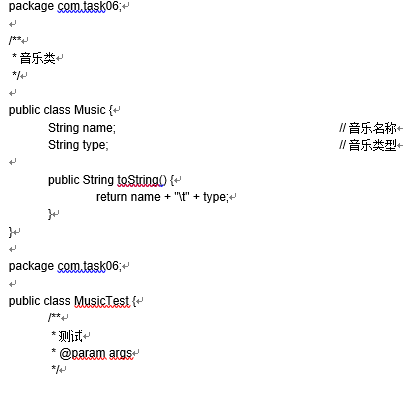 package com.task06;
/**
 * 音乐类
 */
public class Music {
String name; // 音乐名称
String type; // 音乐类型
public String toString() {
return name + "\t" + type;
}
}
package com.task06;
public class MusicTest {
/**
 * 测试
 * @param args
 */